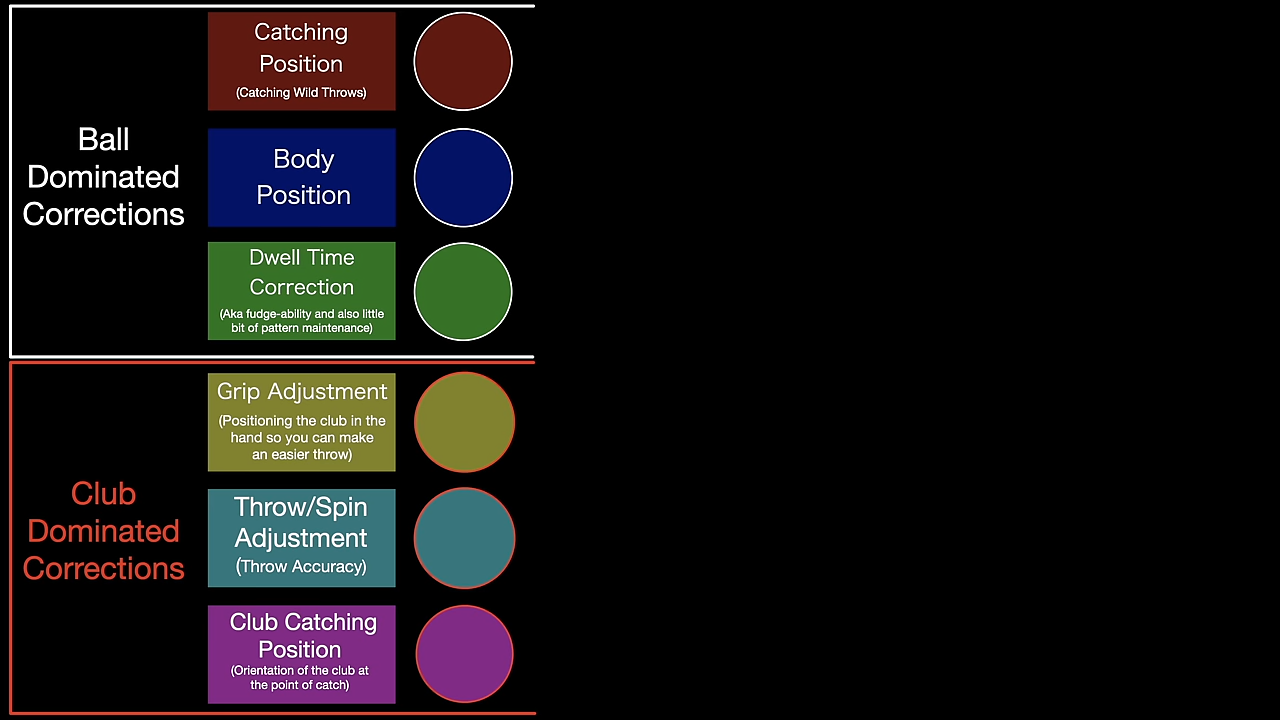 Ball
Dominated
Corrections
Catching
Position
(Catching Wild Throws)
Body
Position
Dwell Time
Correction
(Aka fudge-ability and also little
bit of pattern maintenance)
Club
Dominated
Corrections
Grip Adjustment
(Positioning the club in the
hand so you can make
an easier throw)
Throw/Spin
Adjustment
(Throw Accuracy)
Club Catching
Position
(Orientation of the club at
the point of catch)